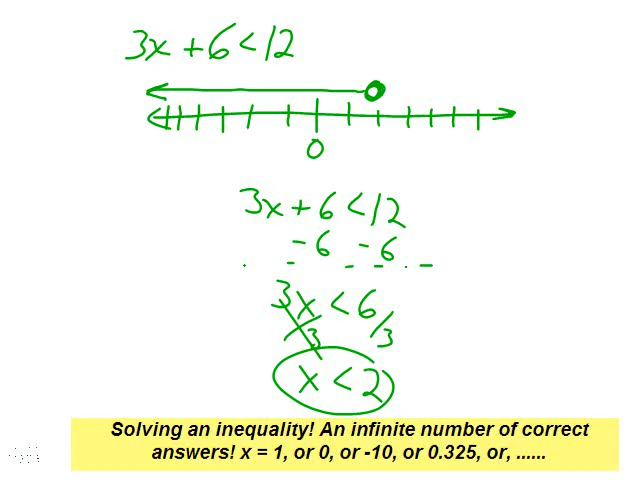 3x + 6 < 12
0
3x + 6 < 12
- 6 - 6
3x < 6
/3 /3
x < 2
Solving an inequality! An infinite number of correct
answers! x = 1, or 0, or -10, or 0.325, or, ......